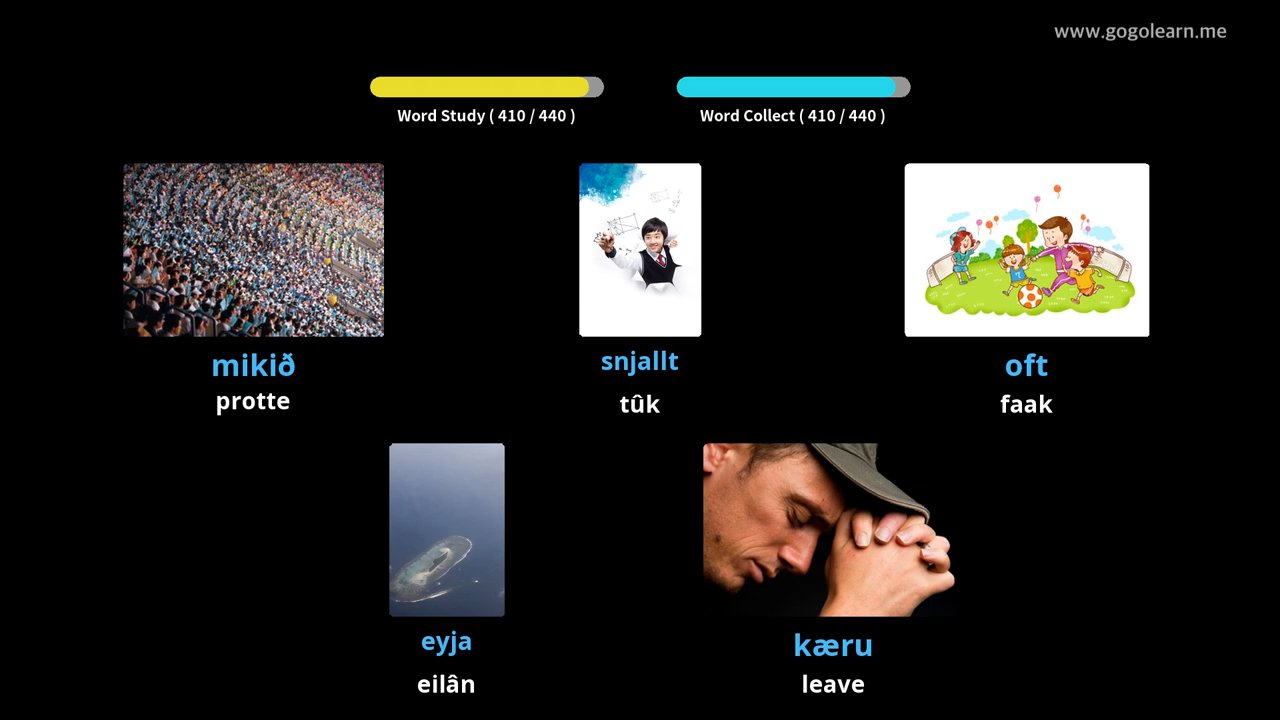 www.gogolearn.me
Word Study ( 410 / 440 )
Word Collect ( 410 / 440 )
mikið
protte
snjallt
tûk
oft
faak
eyja
eilân
kæru
leave